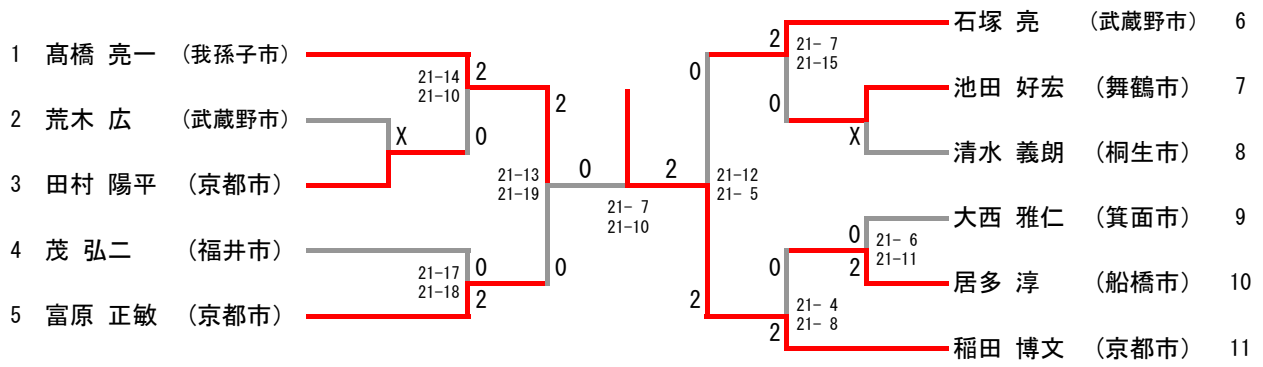 1 髙橋 亮一 (我孫子市)
2 荒木 広 (武蔵野市)
3 田村 陽平 (京都市)
4 茂 弘二 (福井市)
5 富原 正敏 (京都市)
21-14
21-10
2
0
X
21-17
21-18
0
2
21-13
21-19
2
0
0
2
21- 7
21-10
0
2
21-12
21- 5
2
0
21- 7
21-15
X
0
2
21- 6
21-11
0
2
21- 4
21- 8
石塚 亮 (武蔵野市) 6
池田 好宏 (舞鶴市) 7
清水 義朗 (桐生市) 8
大西 雅仁 (箕面市) 9
居多 淳 (船橋市) 10
稲田 博文 (京都市) 11